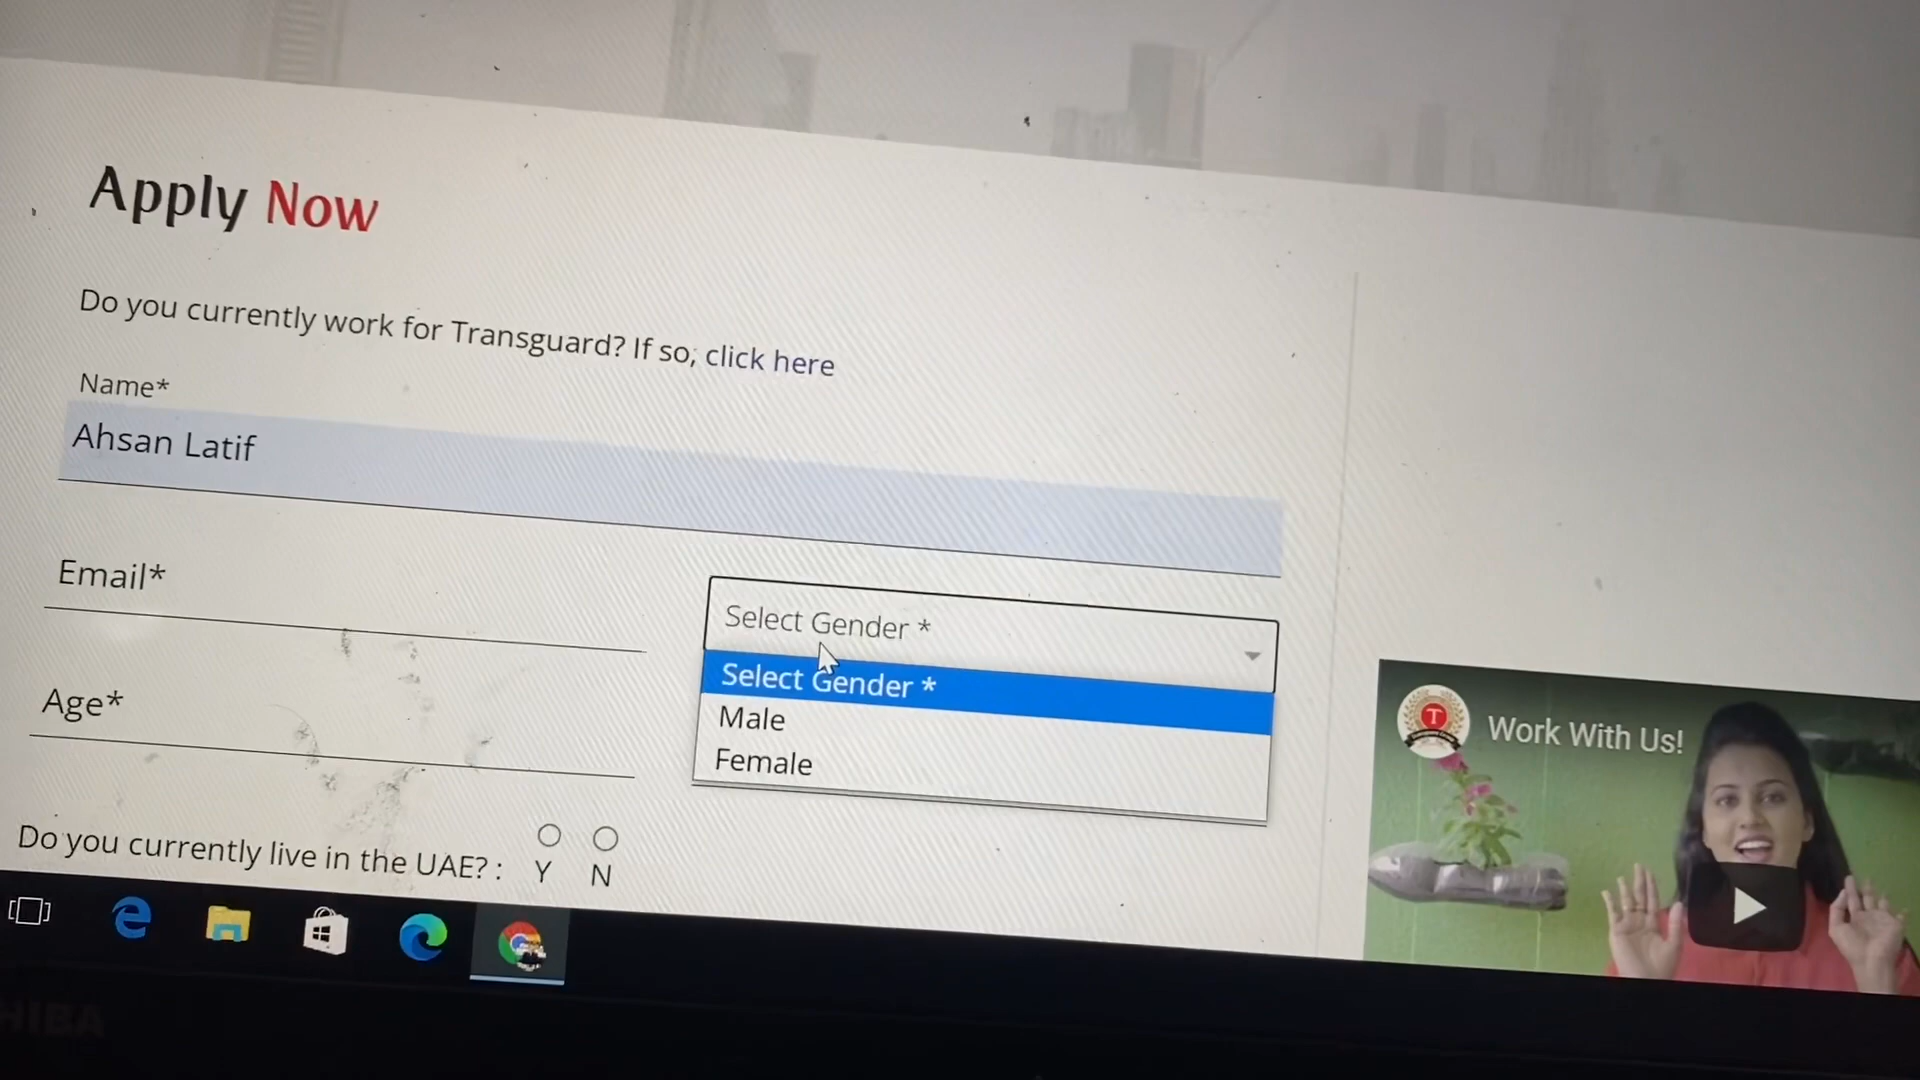 Apply Now
Do you currently work for Transguard? If so, click here
Name*
Ahsan Latif
Email*
Select Gender *
Select Gender *
Male
Female
Age*
Do you currently live in the UAE? :
Y N
T
Work With Us!